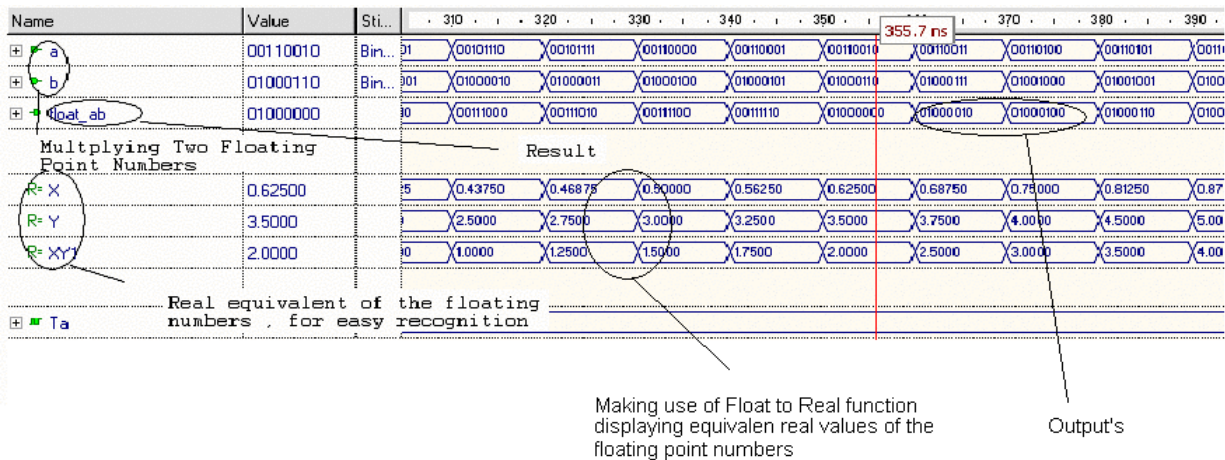 Name Value Sti... 310 320 330 340 350 370 380 390
355.7 ns
a 00110010 Bin... 01 00101110 00101111 00110000 00110001 00110010 00110011 00110100 00110101 0011
b 01000110 Bin... 001 01000010 01000011 01000100 01000101 01000110 01000111 01001000 01001001 0100
float_ab 01000000 00111000 00111010 00111100 00111110 01000000 01000010 01000100 01000110 0100
Multplying Two Floating
Point Numbers
Result
R= X 0.62500 0.43750 0.46875 0.50000 0.56250 0.62500 0.68750 0.75000 0.81250 0.87
R= Y 3.5000 2.5000 2.7500 3.0000 3.2500 3.5000 3.7500 4.0000 4.5000 5.00
R= XY1 2.0000 1.0000 1.2500 1.5000 1.7500 2.0000 2.5000 3.0000 3.5000 4.00
Real equivalent of the floating
numbers , for easy recognition
Ta
Making use of Float to Real function
displaying equivalen real values of the
floating point numbers
Output's